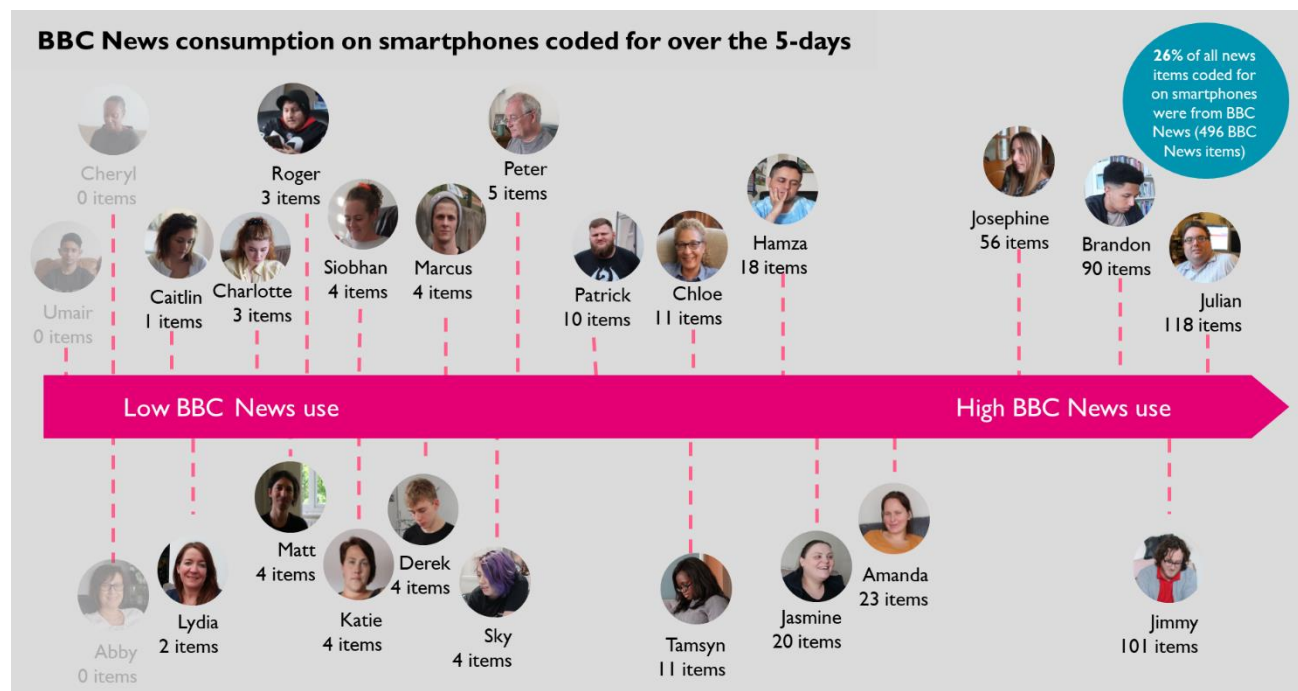 BBC News consumption on smartphones coded for over the 5-days
26% of all news
items coded for
on smartphones
were from BBC
News (496 BBC
News items)
Cheryl
0 items
Umair
0 items
Caitlin
1 items
Charlotte
3 items
Roger
3 items
Siobhan
4 items
Marcus
4 items
Peter
5 items
Patrick
10 items
Chloe
11 items
Hamza
18 items
Josephine
56 items
Brandon
90 items
Julian
118 items
Low BBC News use
High BBC News use
Abby
0 items
Lydia
2 items
Matt
4 items
Katie
4 items
Derek
4 items
Sky
4 items
Tamsyn
11 items
Jasmine
20 items
Amanda
23 items
Jimmy
101 items